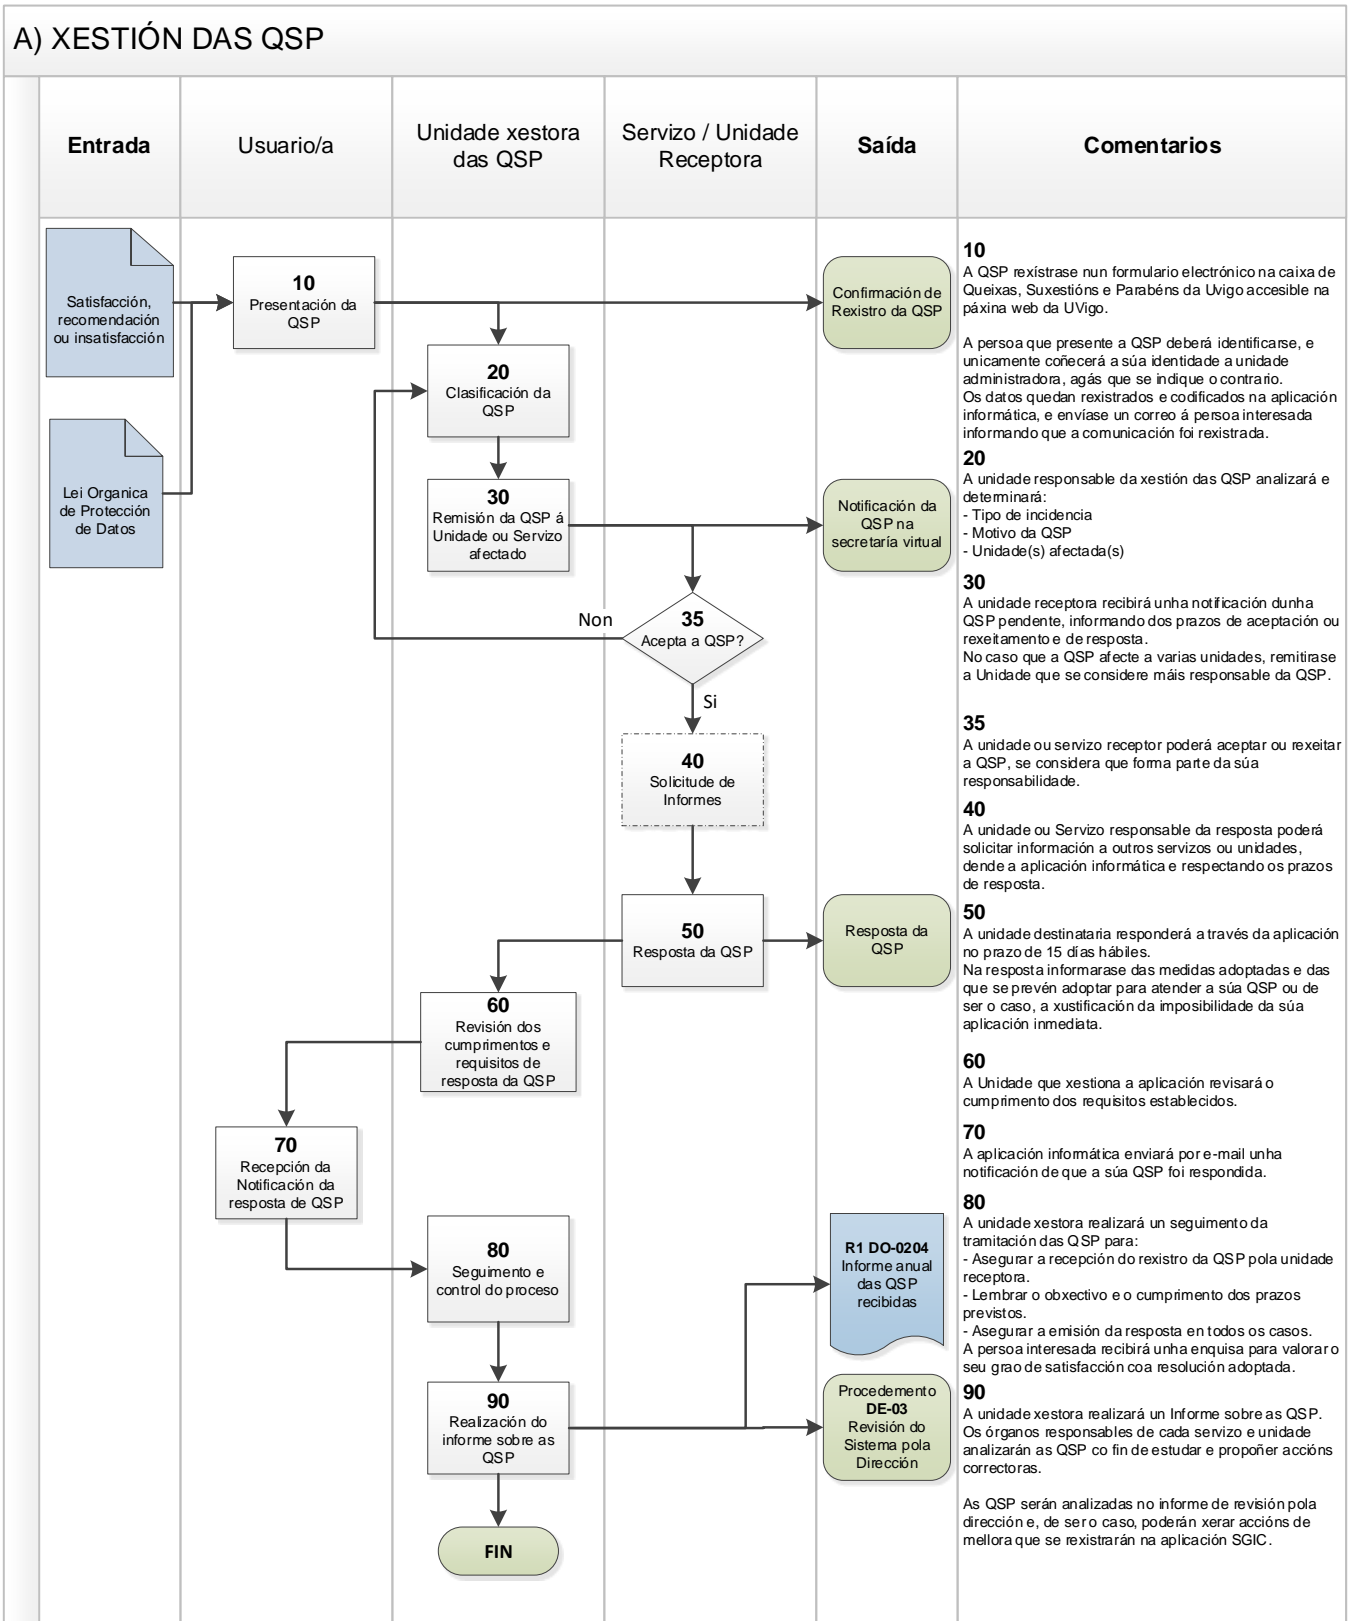 A) XESTIÓN DAS QSP
Entrada
Usuario/a
Unidade xestora
das QSP
Servizo / Unidade
Receptora
Saída
Comentarios
Satisfacción,
recomendación
ou insatisfacción
Lei Organica
de Protección
de Datos
10
Presentación da
QSP
Confirmación de
Rexistro da QSP
20
Clasificación da
QSP
30
Remisión da QSP á
Unidade ou Servizo
afectado
Notificación da
QSP na
secretaría virtual
35
Acepta a QSP?
Non
Si
40
Solicitude de
Informes
50
Resposta da QSP
Resposta da
QSP
60
Revisión dos
cumprimentos e
requisitos de
resposta da QSP
70
Recepción da
Notificación da
resposta de QSP
80
Seguimento e
control do proceso
R1 DO-0204
Informe anual
das QSP
recibidas
90
Realización do
informe sobre as
QSP
Procedemento
DE-03
Revisión do
Sistema pola
Dirección
FIN
10
A QSP rexístrase nun formulario electrónico na caixa de
Queixas, Suxestións e Parabéns da Uvigo accesible na
páxina web da UVigo.
A persoa que presente a QSP deberá identificarse, e
unicamente coñecerá a súa identidade a unidade
administradora, agás que se indique o contrario.
Os datos quedan rexistrados e codificados na aplicación
informática, e envíase un correo á persoa interesada
informando que a comunicación foi rexistrada.
20
A unidade responsable da xestión das QSP analizará e
determinará:
- Tipo de incidencia
- Motivo da QSP
- Unidade(s) afectada(s)
30
A unidade receptora recibirá unha notificación dunha
QSP pendente, informando dos prazos de aceptación ou
rexeitamento e de resposta.
No caso que a QSP afecte a varias unidades, remitirase
a Unidade que se considere máis responsable da QSP.
35
A unidade ou servizo receptor poderá aceptar ou rexeitar
a QSP, se considera que forma parte da súa
responsabilidade.
40
A unidade ou Servizo responsable da resposta poderá
solicitar información a outros servizos ou unidades,
dende a aplicación informática e respectando os prazos
de resposta.
50
A unidade destinataria responderá a través da aplicación
no prazo de 15 días hábiles.
Na resposta informarase das medidas adoptadas e das
que se prevén adoptar para atender a súa QSP ou de
ser o caso, a xustificación da imposibilidade da súa
aplicación inmediata.
60
A Unidade que xestiona a aplicación revisará o
cumprimento dos requisitos establecidos.
70
A aplicación informática enviará por e-mail unha
notificación de que a súa QSP foi respondida.
80
A unidade xestora realizará un seguimento da
tramitación das QSP para:
- Asegurar a recepción do rexistro da QSP pola unidade
receptora.
- Lembrar o obxectivo e o cumprimento dos prazos
previstos.
- Asegurar a emisión da resposta en todos os casos.
A persoa interesada recibirá unha enquisa para valorar o
seu grao de satisfacción coa resolución adoptada.
90
A unidade xestora realizará un Informe sobre as QSP.
Os órganos responsables de cada servizo e unidade
analizarán as QSP co fin de estudar e propoñer accións
correctoras.
As QSP serán analizadas no informe de revisión pola
dirección e, de ser o caso, poderán xerar accións de
mellora que se rexistrarán na aplicación SGIC.